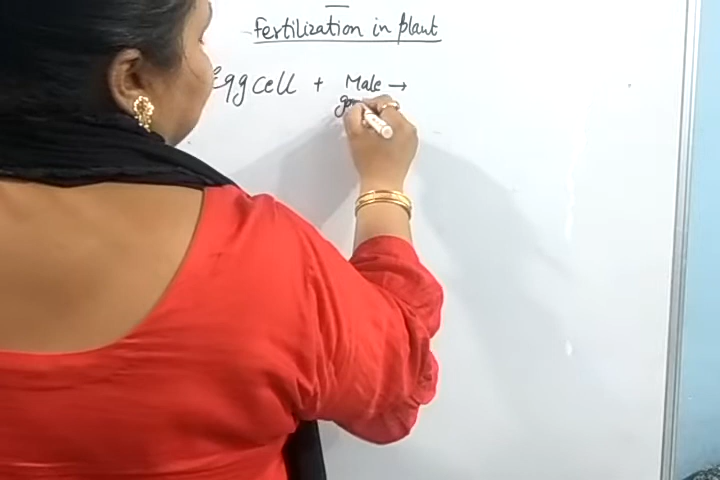 Fertilization in plant
Egg cell + Male →